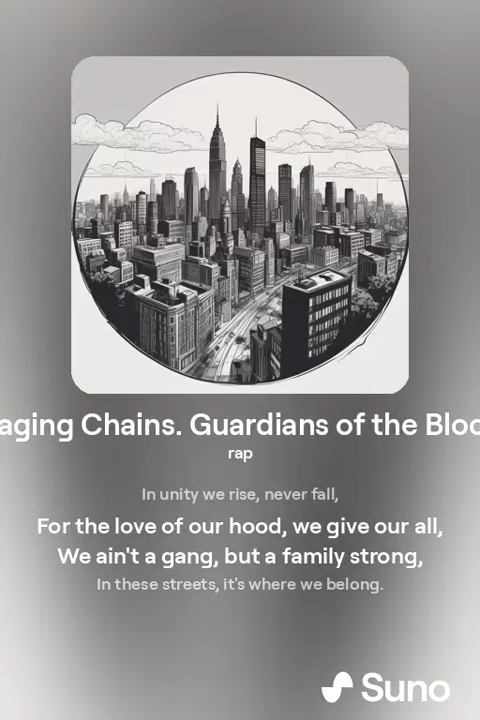 aging Chains. Guardians of the Bloc
rap
In unity we rise, never fall,
For the love of our hood, we give our all,
We ain't a gang, but a family strong,
In these streets, it's where we belong.
Suno